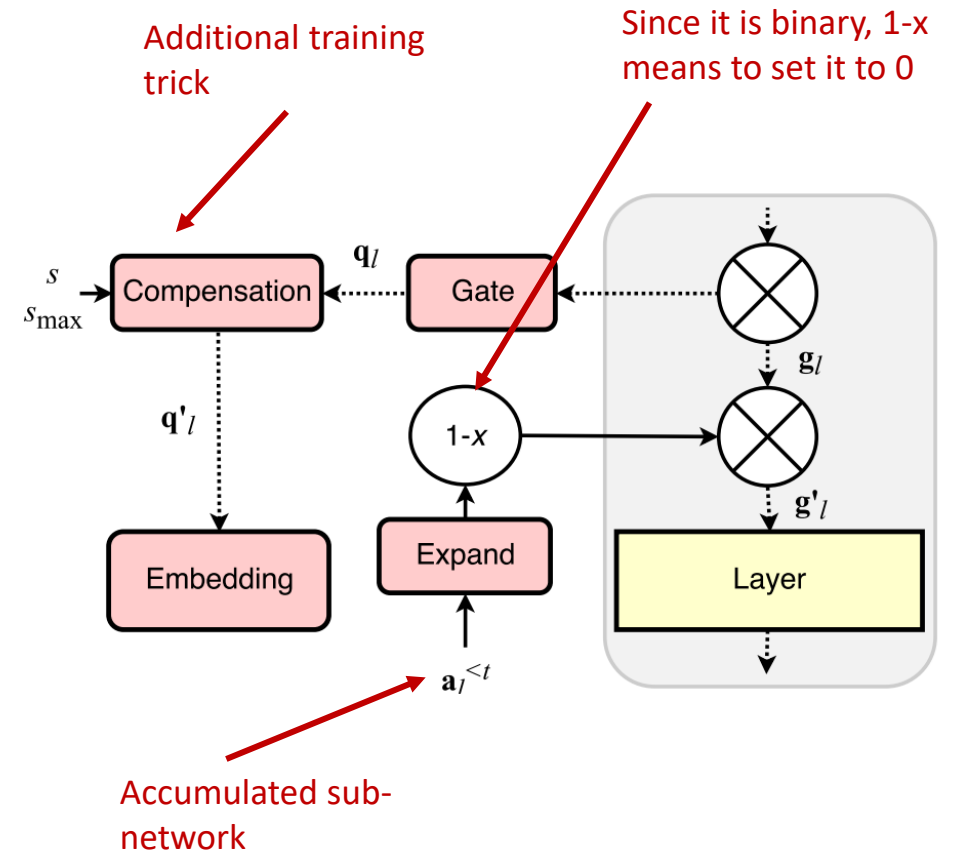 Additional training
trick
Since it is binary, 1-x
means to set it to 0
s
s_max
Compensation
q_l
Gate
g_l
q'_l
1-x
g'_l
Embedding
Expand
Layer
a_l^<t
Accumulated sub-
network